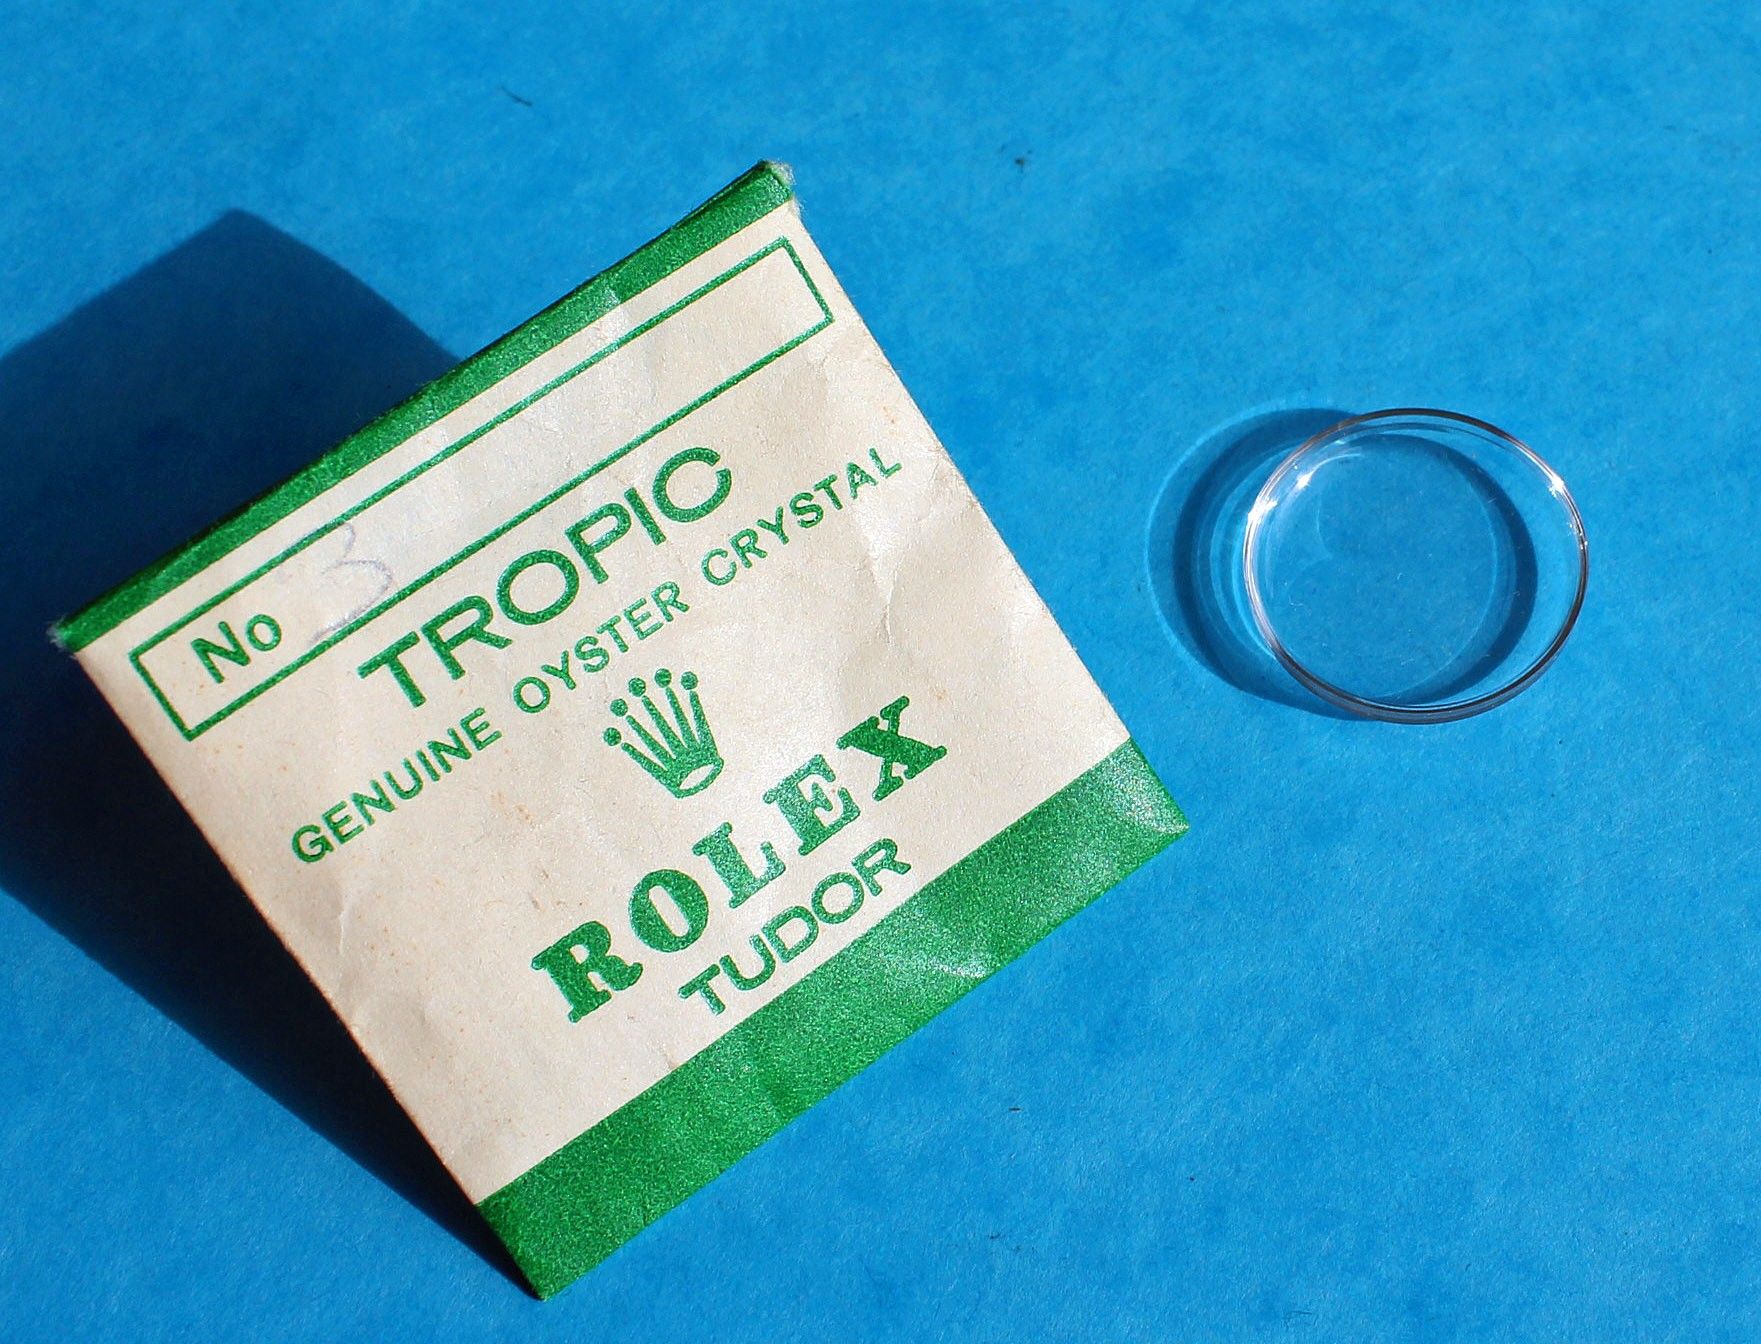 No 3
TROPIC
GENUINE OYSTER CRYSTAL
ROLEX
TUDOR